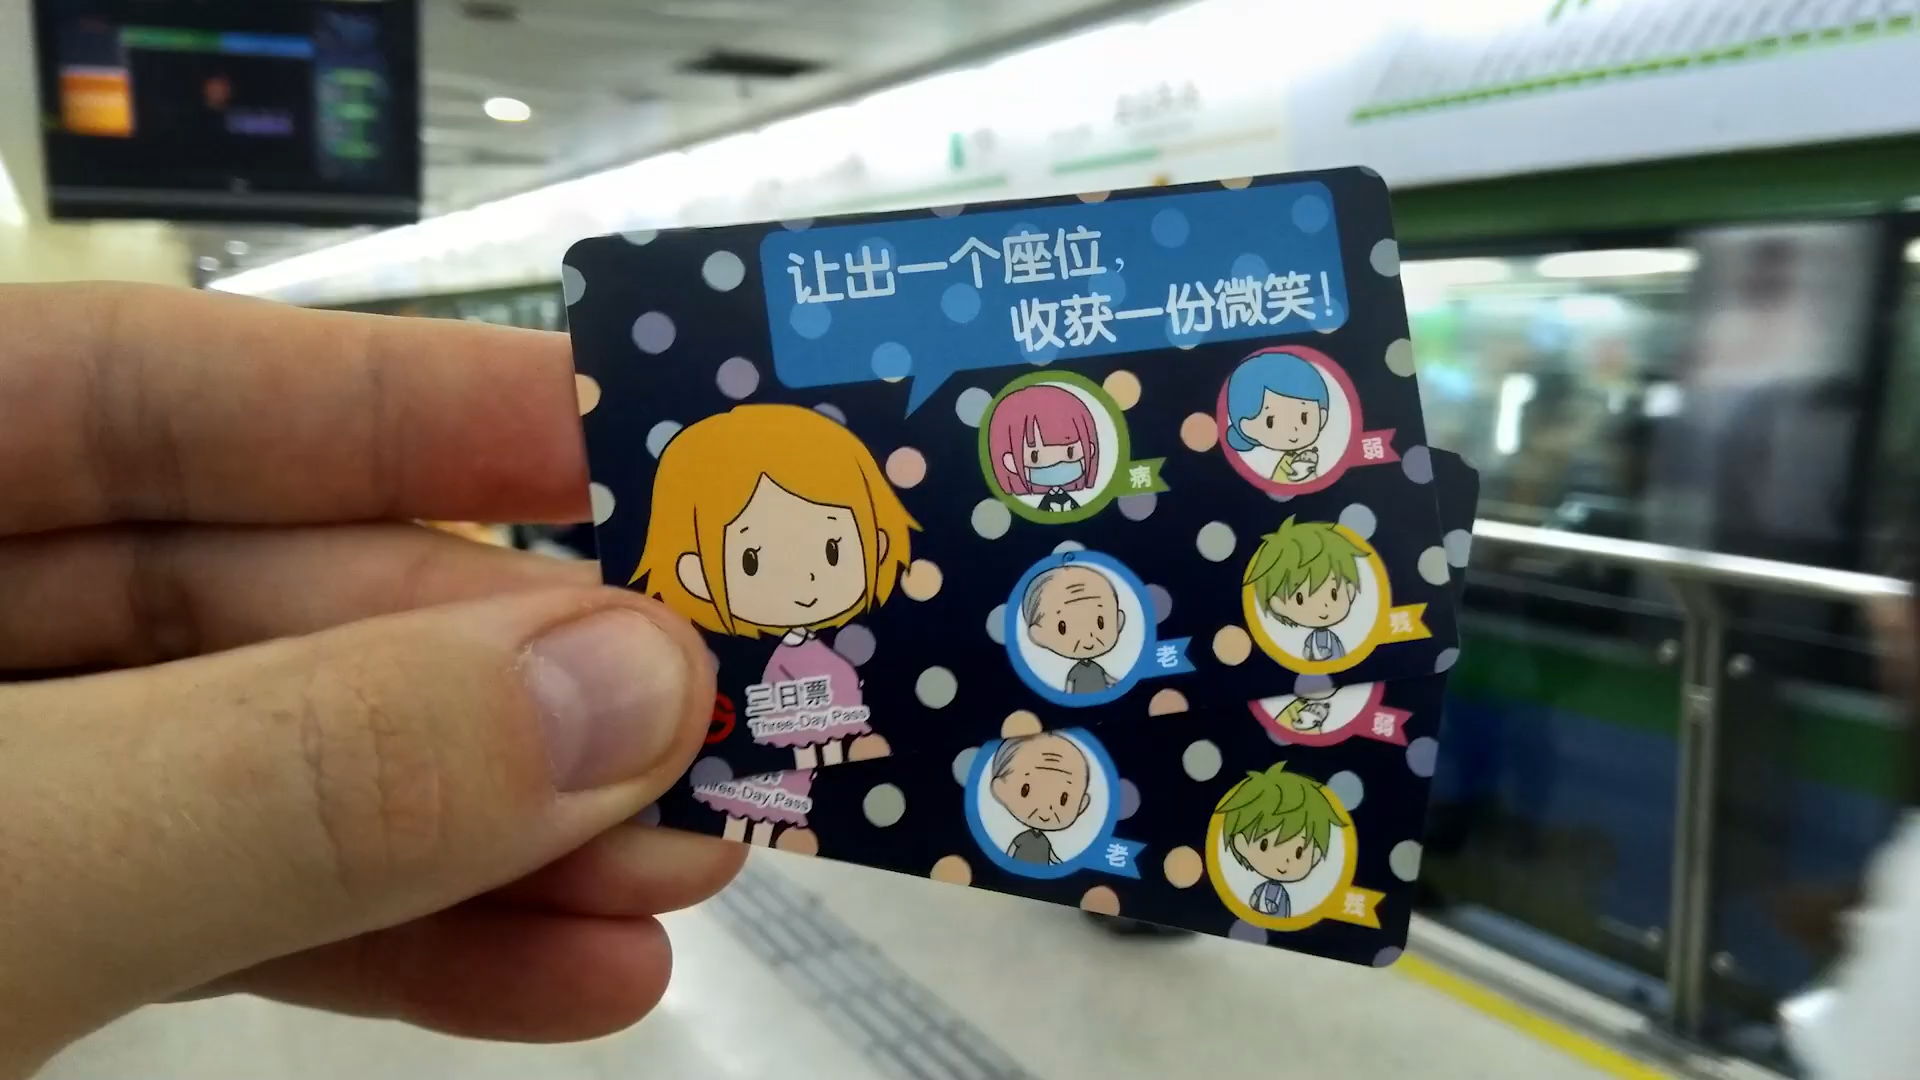 让出一个座位，
收获一份微笑！
病
弱
老
残
三日票
Three-Day Pass
弱
Three-Day Pass
老
残